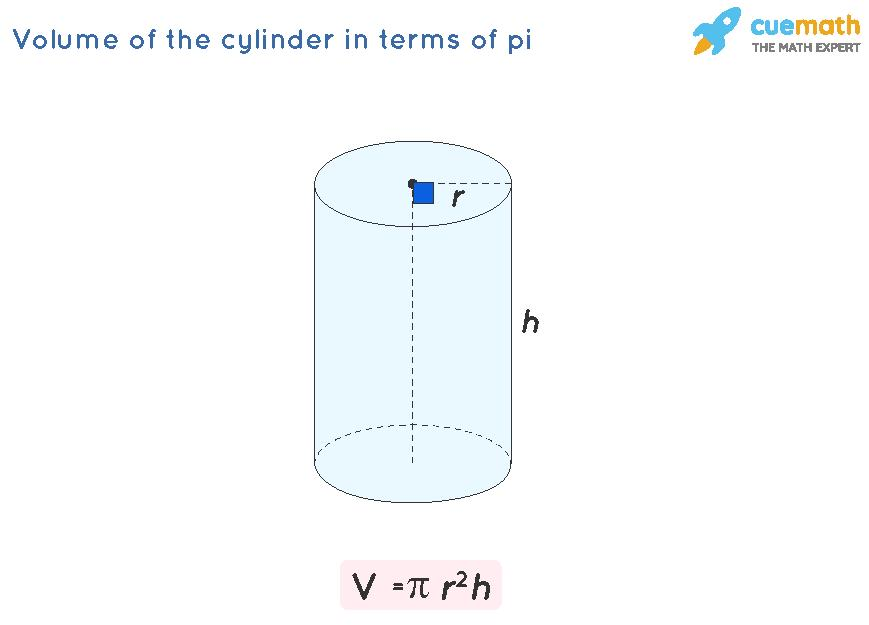 Volume of the cylinder in terms of pi
cuemath
THE MATH EXPERT
r
h
V =π r²h